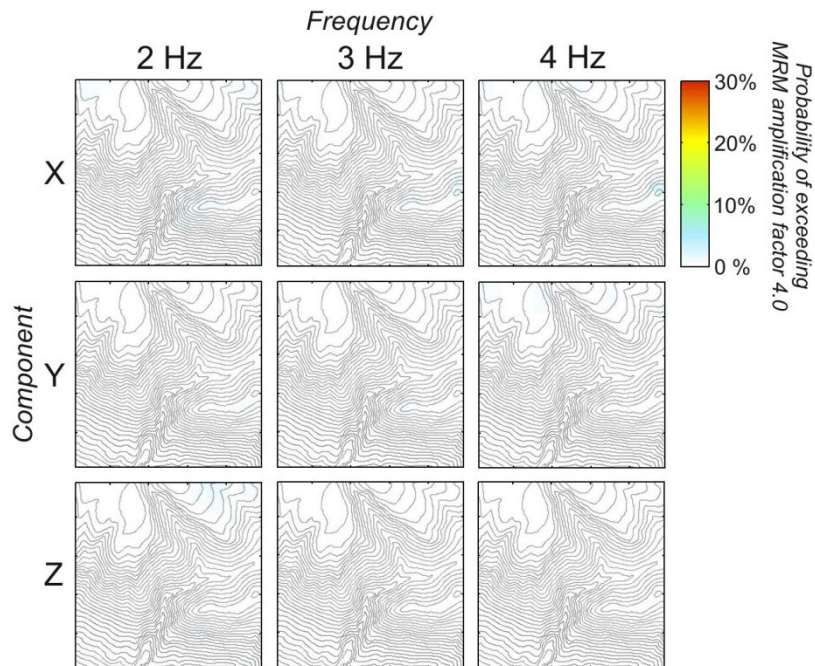 Frequency
2 Hz 3 Hz 4 Hz
X
Y
Z
Component
30%
20%
10%
0 %
Probability of exceeding
MRM amplification factor 4.0